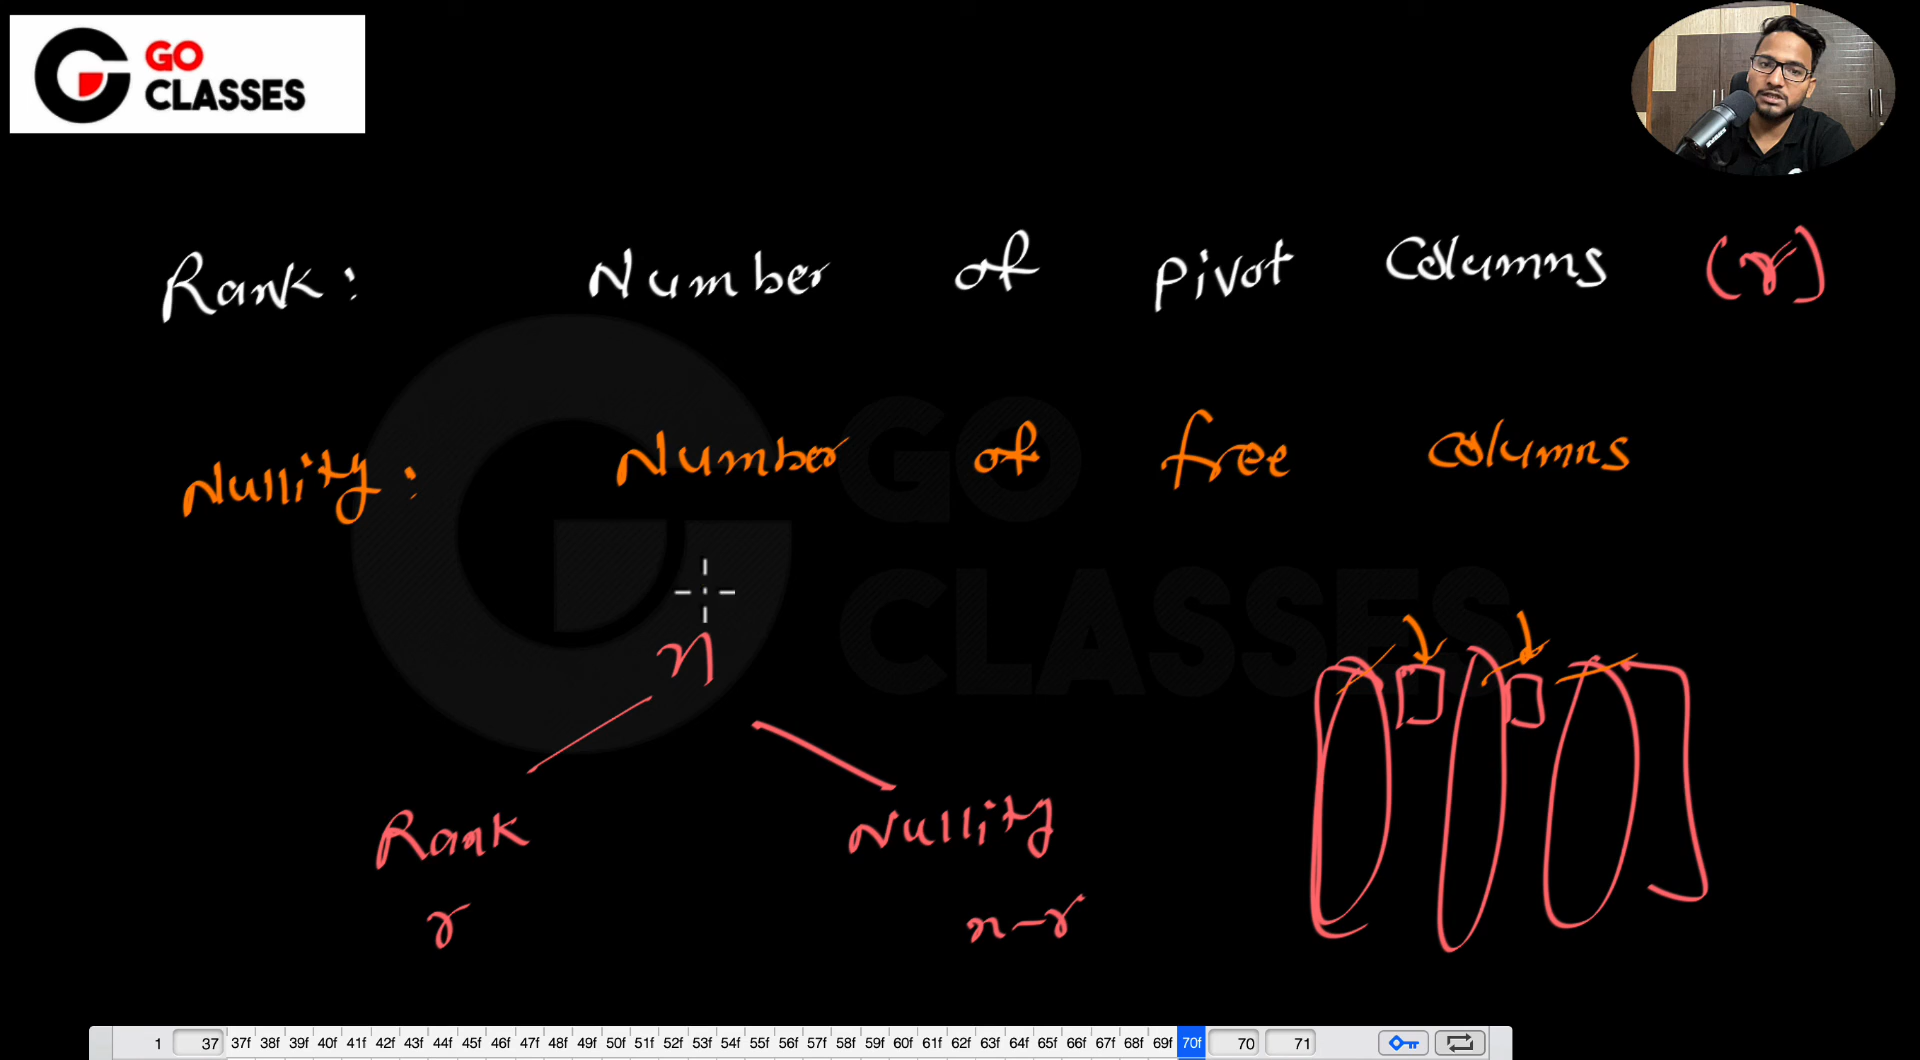 GO
CLASSES
Rank: Number of pivot columns (r)
Nullity: Number of free columns
GO
CLASSES
n
Rank Nullity
r n-r
1 37 37f 38f 39f 40f 41f 42f 43f 44f 45f 46f 47f 48f 49f 50f 51f 52f 53f 54f 55f 56f 57f 58f 59f 60f 61f 62f 63f 64f 65f 66f 67f 68f 69f 70f 70 71